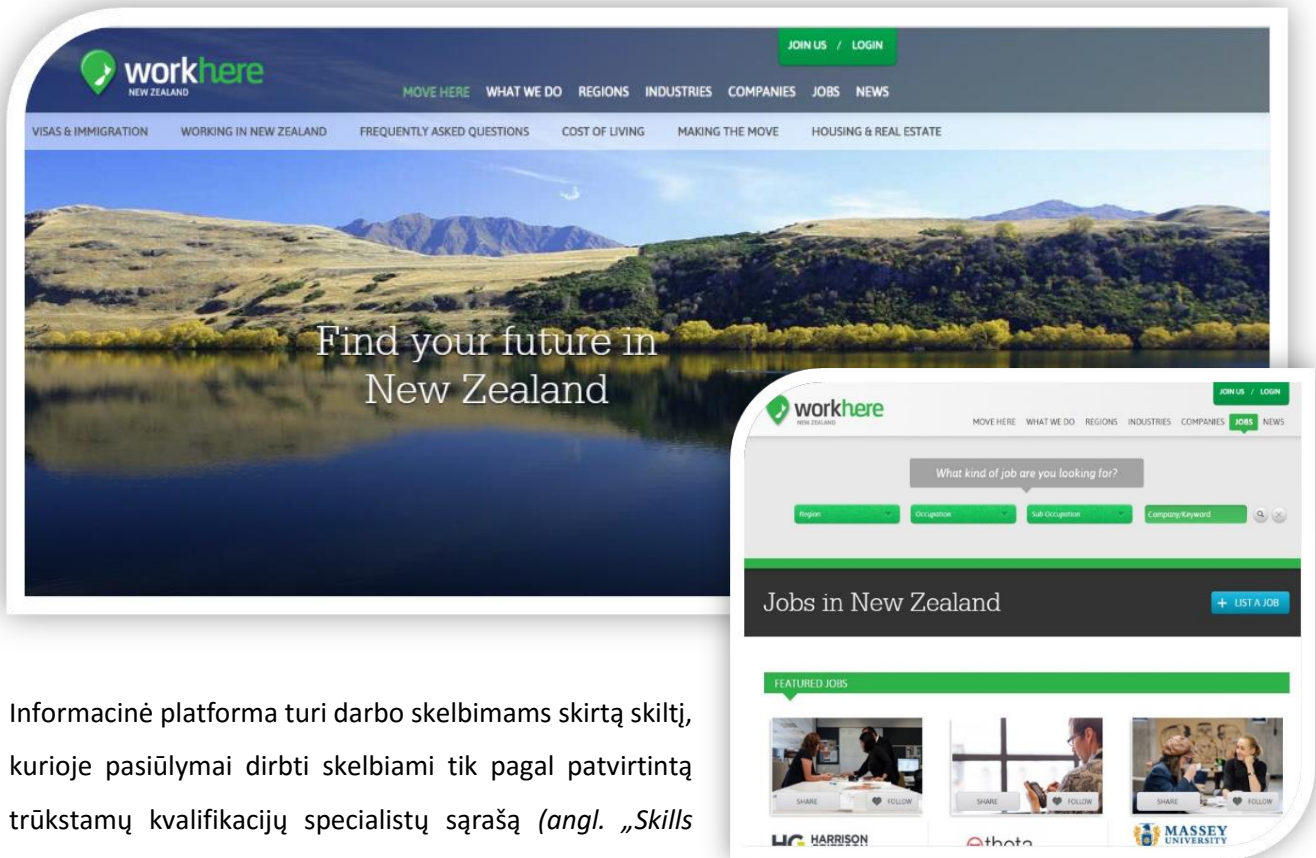 JOIN US / LOGIN
workhere
NEW ZEALAND
MOVE HERE WHAT WE DO REGIONS INDUSTRIES COMPANIES JOBS NEWS
VISAS & IMMIGRATION WORKING IN NEW ZEALAND FREQUENTLY ASKED QUESTIONS COST OF LIVING MAKING THE MOVE HOUSING & REAL ESTATE
Find your future in
New Zealand
JOIN US / LOGIN
workhere
NEW ZEALAND
MOVE HERE WHAT WE DO REGIONS INDUSTRIES COMPANIES JOBS NEWS
What kind of job are you looking for?
Region Occupation Sub Occupation Company/Keyword
Jobs in New Zealand
+ LIST A JOB
FEATURED JOBS
SHARE FOLLOW SHARE FOLLOW SHARE FOLLOW
HG HARRISON
theta
MASSEY
UNIVERSITY
Informacinė platforma turi darbo skelbimams skirtą skiltį,
kurioje pasiūlymai dirbti skelbiami tik pagal patvirtintą
trūkstamų kvalifikacijų specialistų sąrašą (angl. „Skills